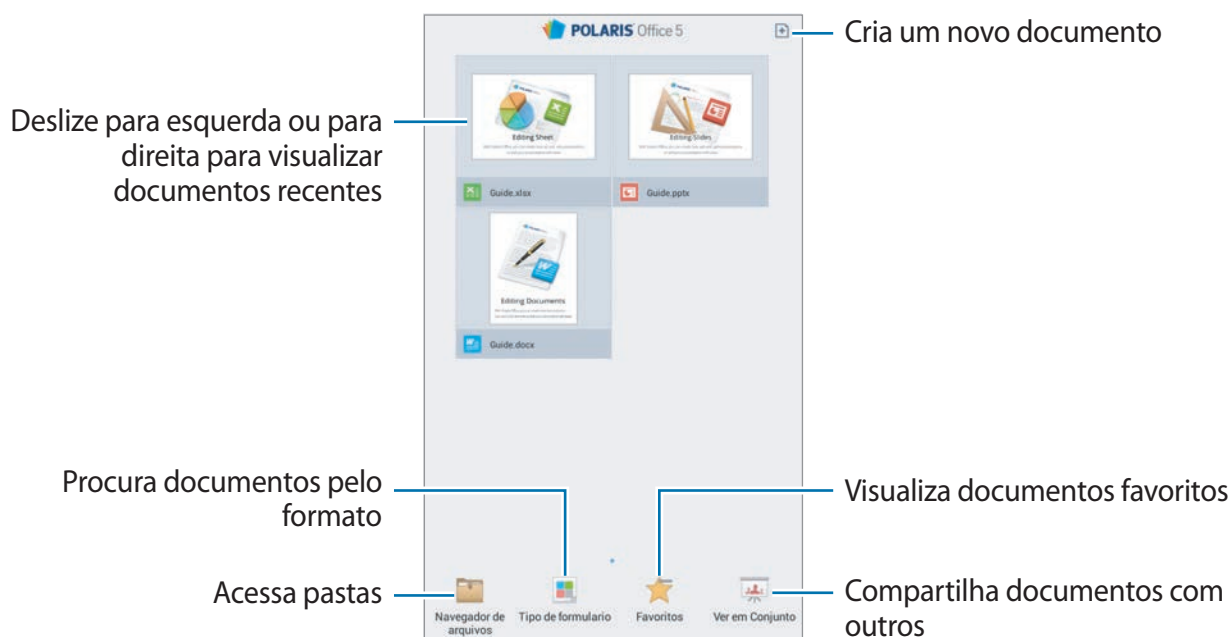 POLARIS Office 5
Cria um novo documento
Deslize para esquerda ou para
direita para visualizar
documentos recentes
Editing Sheet
Editing Slides
Guide.xlsx
Guide.pptx
Editing Documents
Guide.docx
Procura documentos pelo
formato
Visualiza documentos favoritos
Acessa pastas
Compartilha documentos com
outros
Navegador de
arquivos
Tipo de formulario
Favoritos
Ver em Conjunto